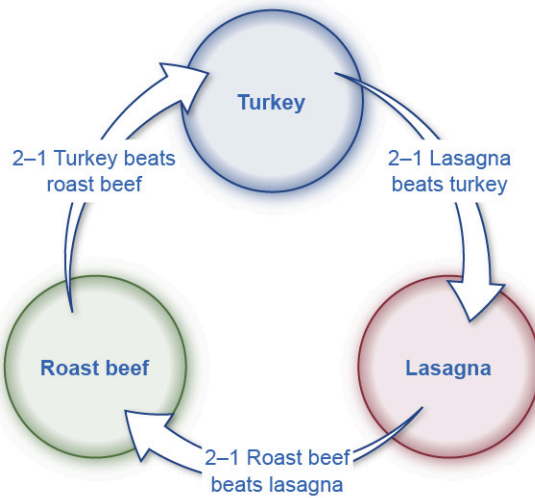 Turkey
2–1 Turkey beats
roast beef
2–1 Lasagna
beats turkey
Roast beef
Lasagna
2–1 Roast beef
beats lasagna